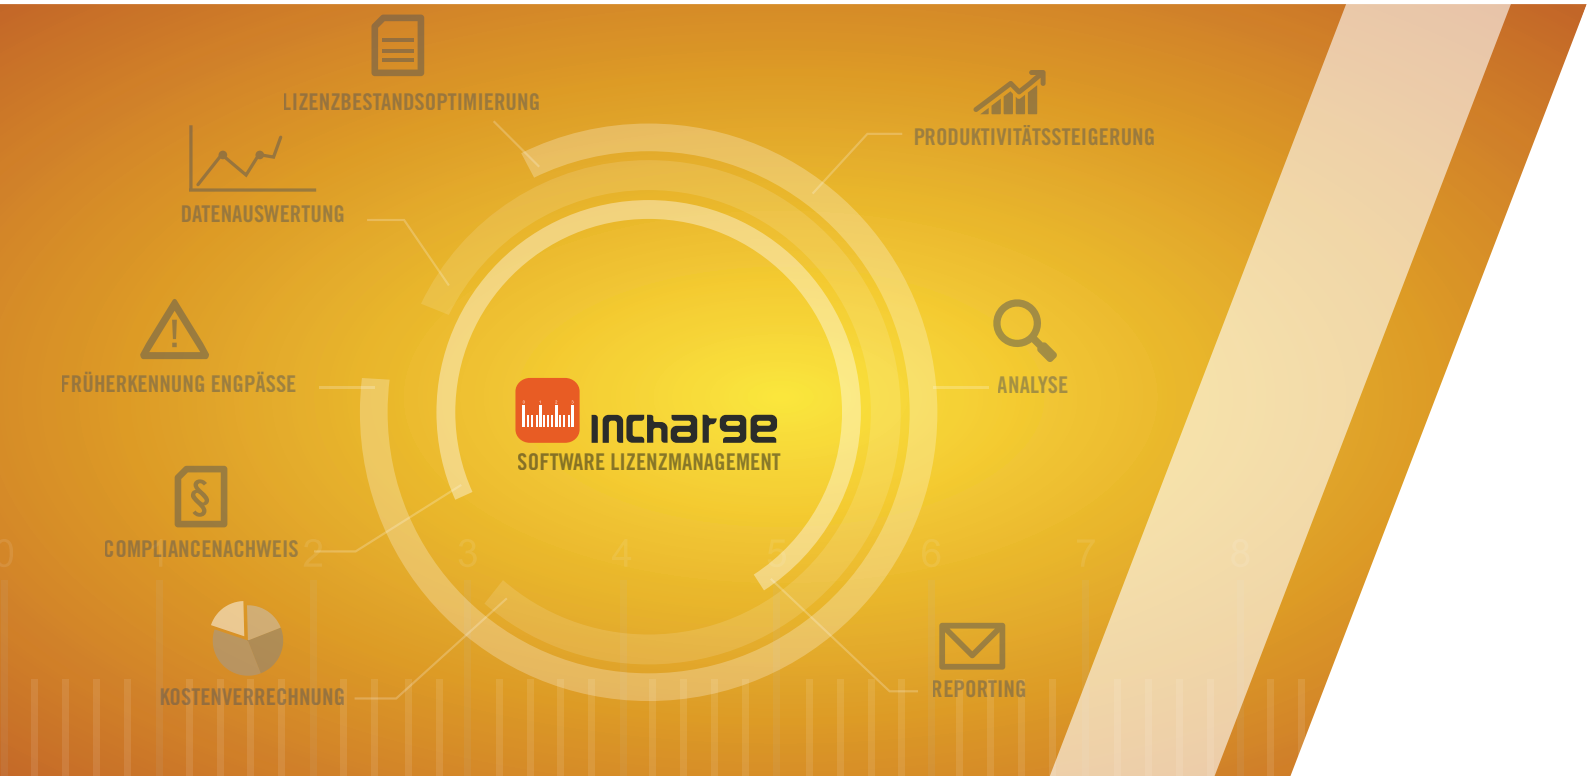 LIZENZBESTANDSOPTIMIERUNG
PRODUKTIVITÄTSSTEIGERUNG
DATENAUSWERTUNG
FRÜHERKENNUNG ENGPÄSSE
ANALYSE
incharge
SOFTWARE LIZENZMANAGEMENT
§
COMPLIANCENACHWEIS
0 1 2 3 4 5 6 7 8
KOSTENVERRECHNUNG
REPORTING